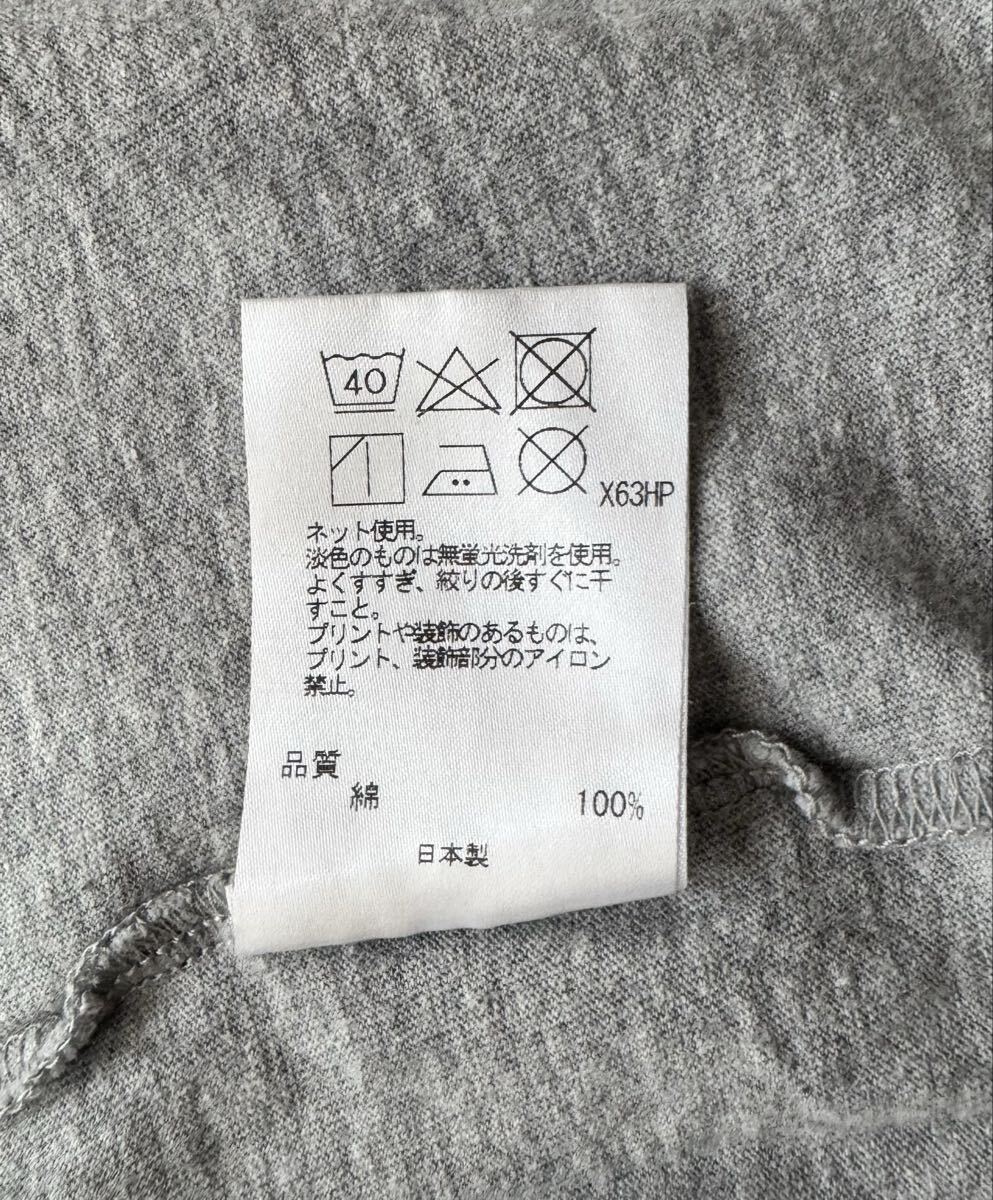 40
X63HP
ネット使用。
淡色のものは無蛍光洗剤を使用。
よくすすぎ、絞りの後すぐに干
すこと。
プリントや装飾のあるものは、
プリント、装飾部分のアイロン
禁止。
品質
綿 100%
日本製